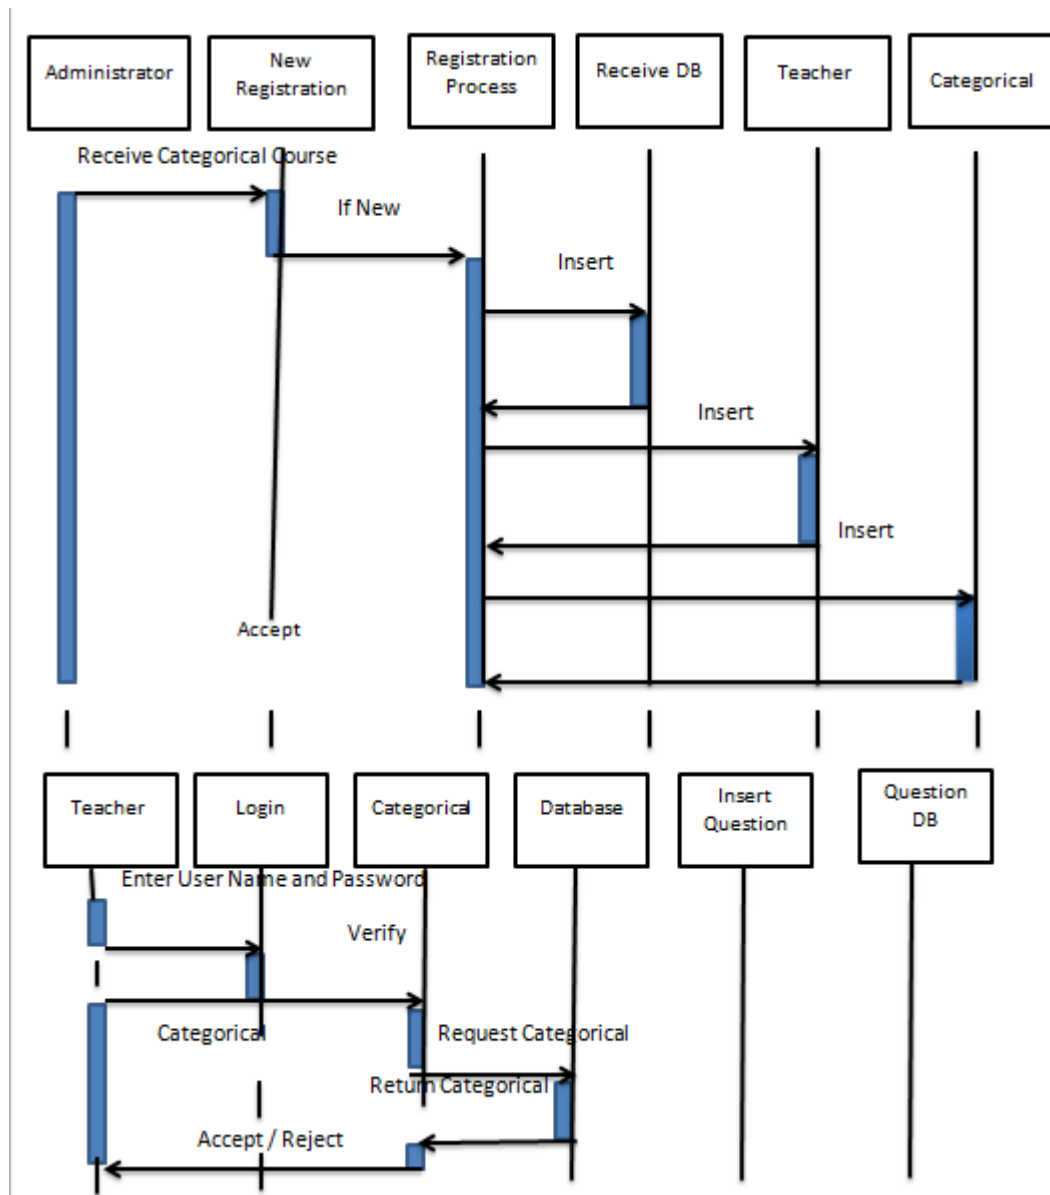 Administrator
New
Registration
Registration
Process
Receive DB
Teacher
Categorical
Receive Categorical Course
If New
Insert
Insert
Insert
Accept
Teacher
Login
Categorical
Database
Insert
Question
Question
DB
Enter User Name and Password
Verify
Categorical
Request Categorical
Return Categorical
Accept / Reject